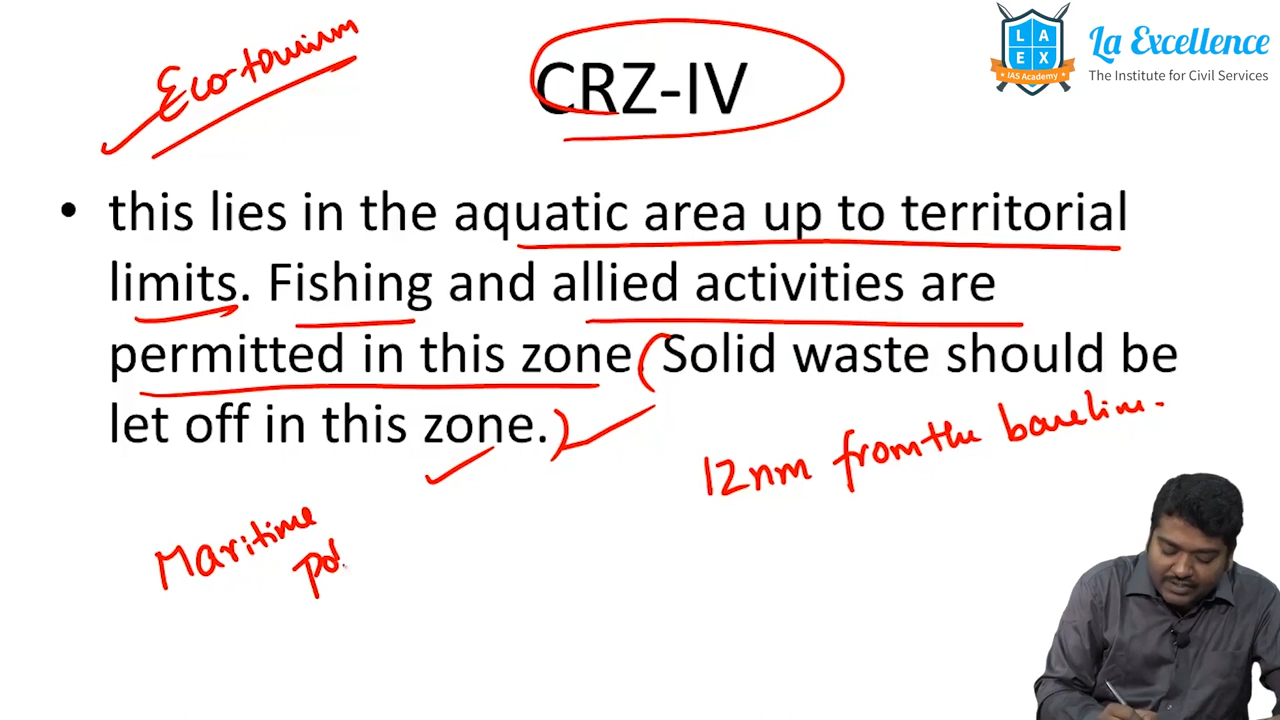 Eco-tourism
CRZ-IV
L A
E X
IAS Academy
La Excellence
The Institute for Civil Services
• this lies in the aquatic area up to territorial
limits. Fishing and allied activities are
permitted in this zone. Solid waste should be
let off in this zone.
12nm from the baseline.
Maritime